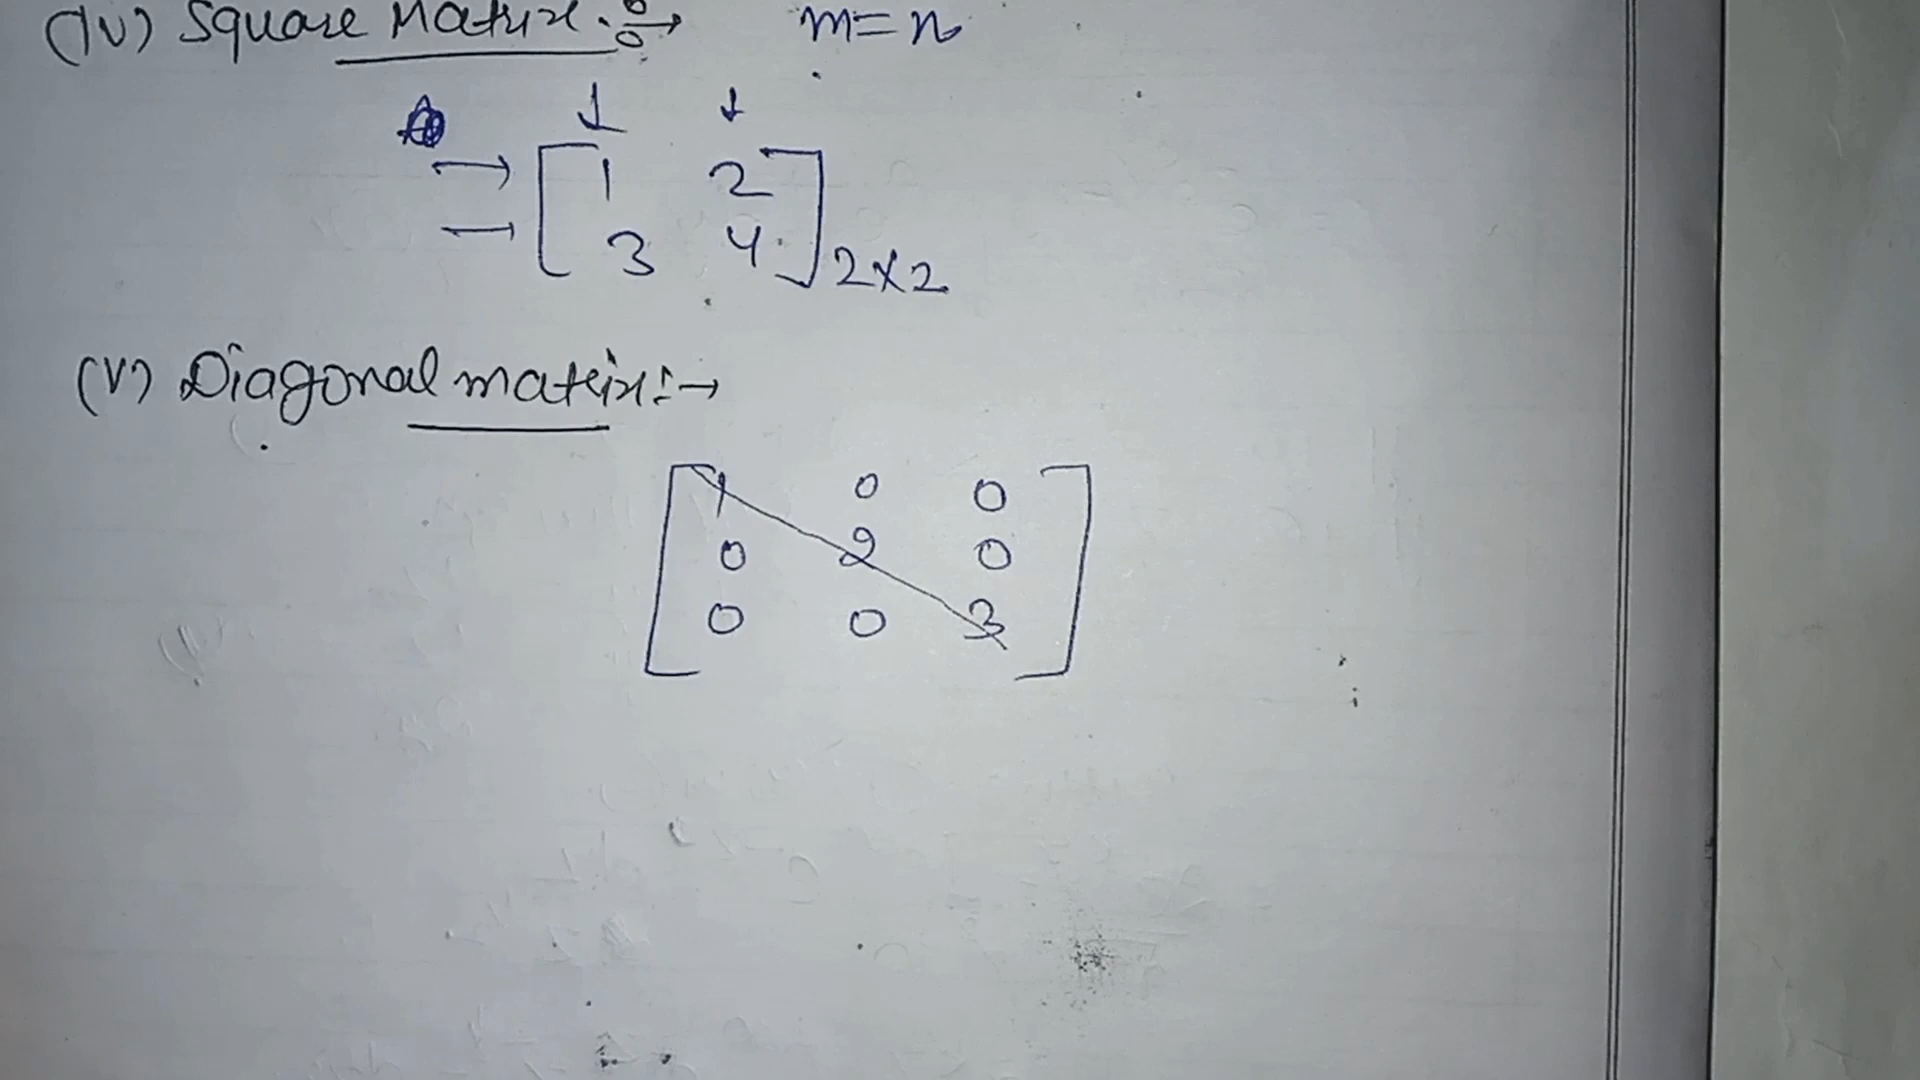 (iv) Square Matrix :→ m=n
↓ ↓
→ [ 1 2
→ 3 4 ] 2×2
(v) Diagonal matrix :→
[ 1 0 0
0 2 0
0 0 3 ]